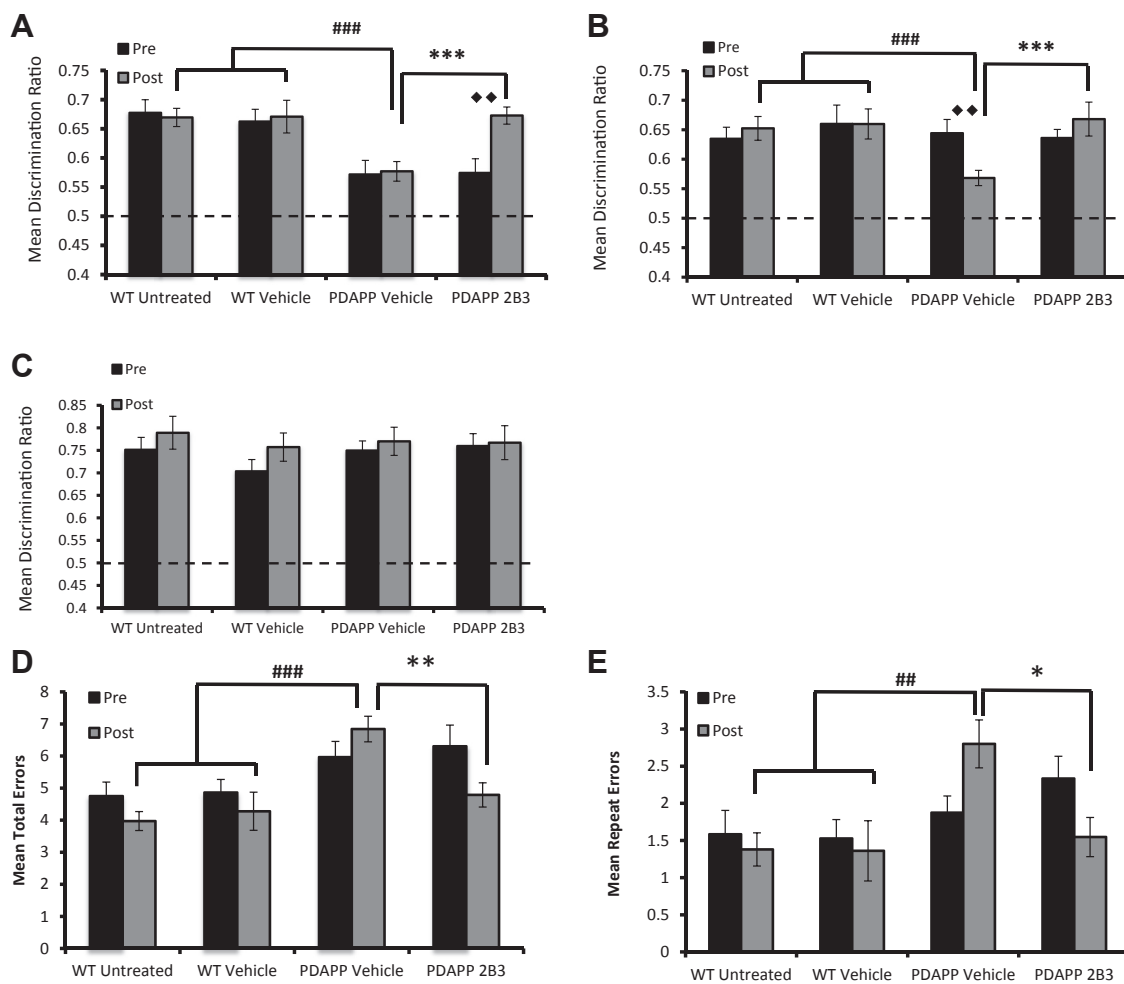 A
###
Pre
***
Post
Mean Discrimination Ratio
0.75
0.7
0.65
0.6
0.55
0.5
0.45
0.4
WT Untreated WT Vehicle PDAPP Vehicle PDAPP 2B3
B
###
Pre
***
Post
Mean Discrimination Ratio
0.75
0.7
0.65
0.6
0.55
0.5
0.45
0.4
WT Untreated WT Vehicle PDAPP Vehicle PDAPP 2B3
C
Pre
Post
Mean Discrimination Ratio
0.85
0.8
0.75
0.7
0.65
0.6
0.55
0.5
0.45
0.4
WT Untreated WT Vehicle PDAPP Vehicle PDAPP 2B3
D
###
**
Pre
Post
Mean Total Errors
8
7
6
5
4
3
2
1
0
WT Untreated WT Vehicle PDAPP Vehicle PDAPP 2B3
E
##
*
Pre
Post
Mean Repeat Errors
3.5
3
2.5
2
1.5
1
0.5
0
WT Untreated WT Vehicle PDAPP Vehicle PDAPP 2B3